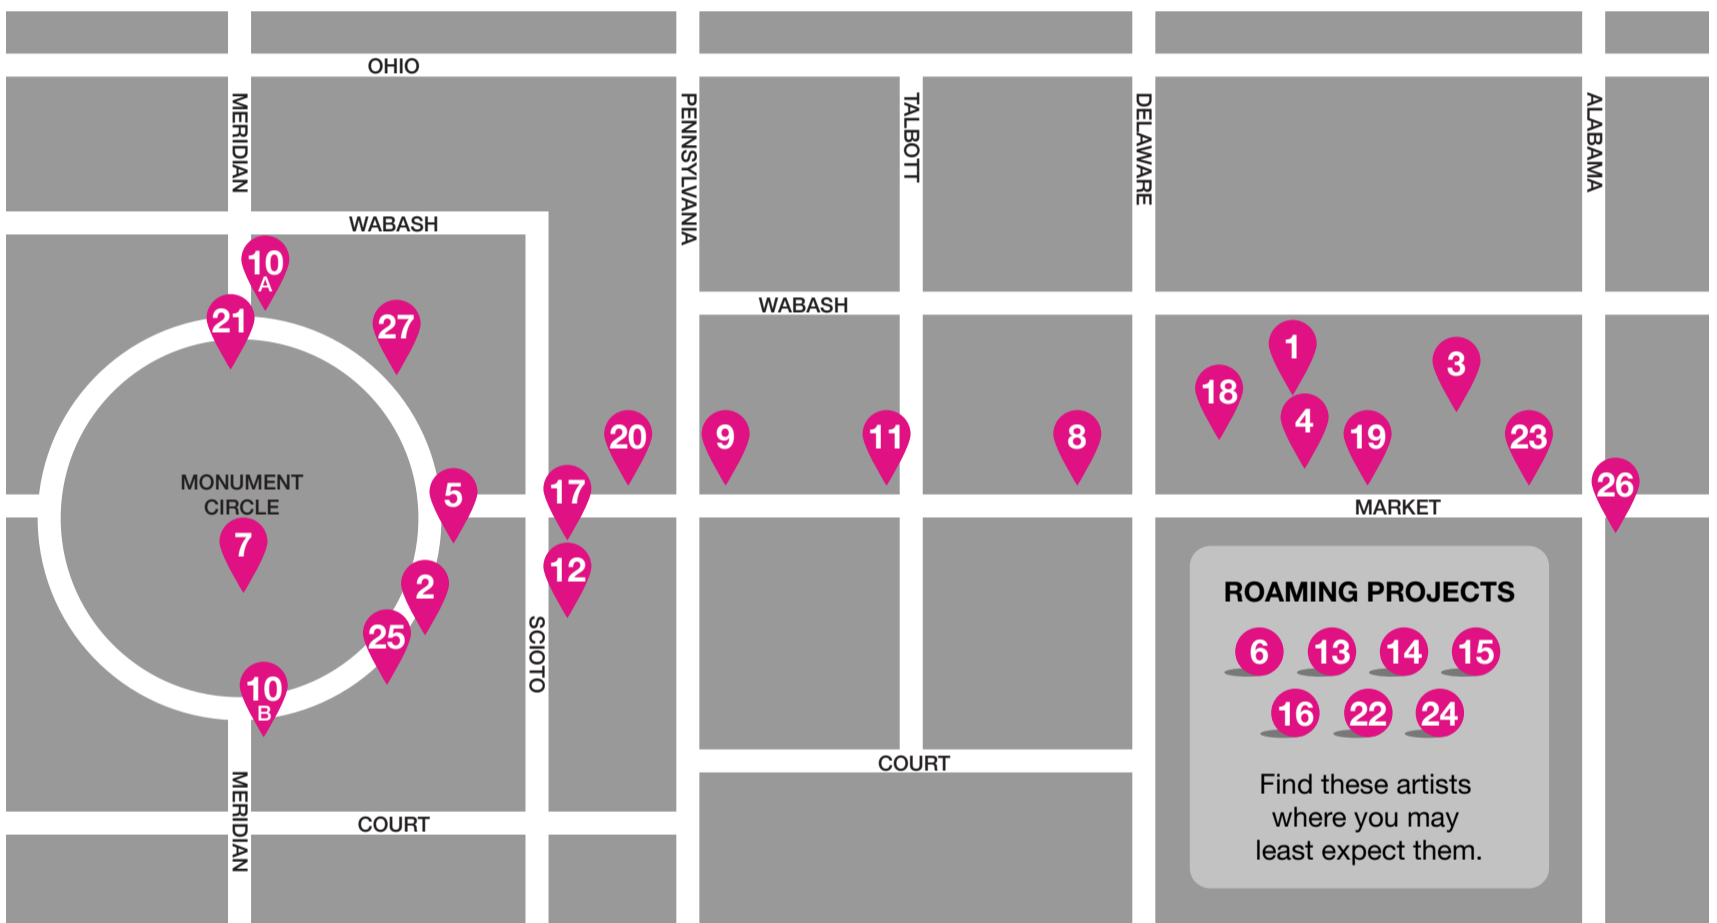 OHIO
MERIDIAN
PENNSYLVANIA
TALBOTT
DELAWARE
ALABAMA
WABASH
10
A
21
27
WABASH
1
3
18
4
20
9
11
8
19
23
MONUMENT
CIRCLE
5
17
26
MARKET
7
12
2
25
SCIOTO
10
B
ROAMING PROJECTS
6 13 14 15
16 22 24
Find these artists
where you may
least expect them.
COURT
MERIDIAN
COURT